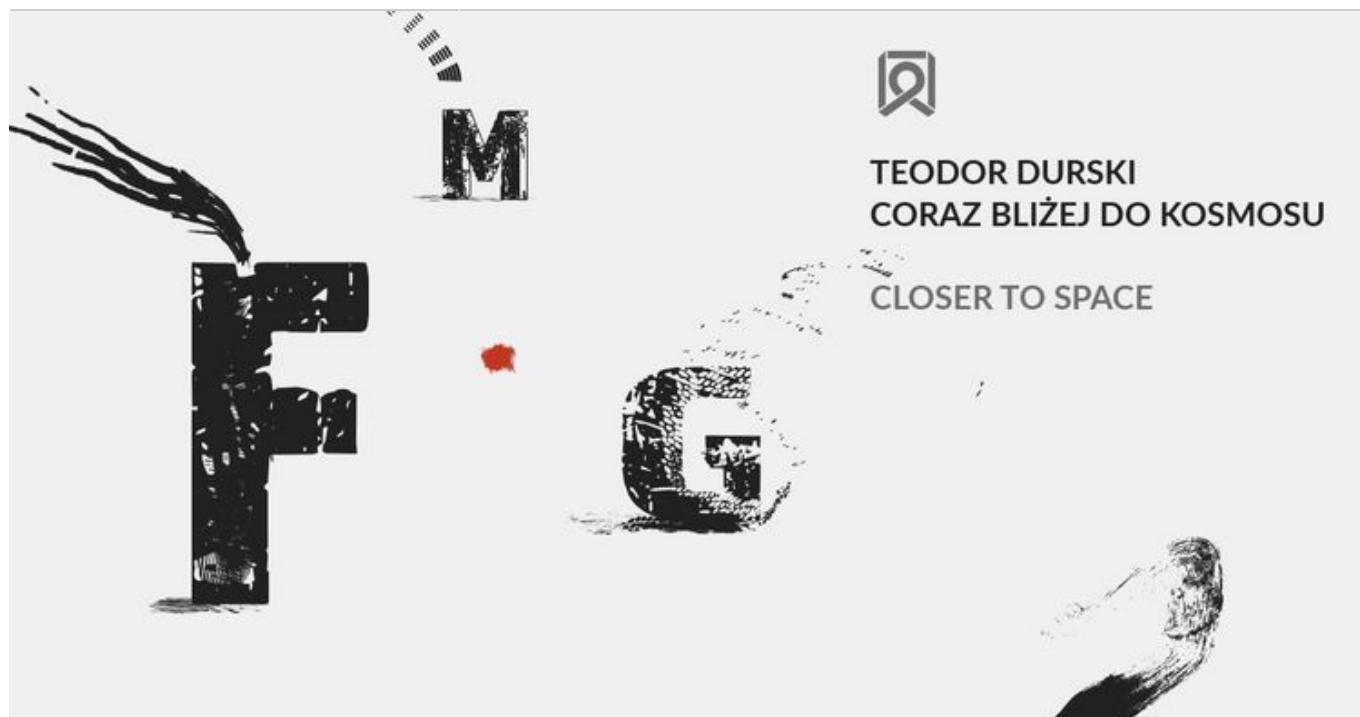 M
F
G
TEODOR DURSKI
CORAZ BLIŻEJ DO KOSMOSU
CLOSER TO SPACE